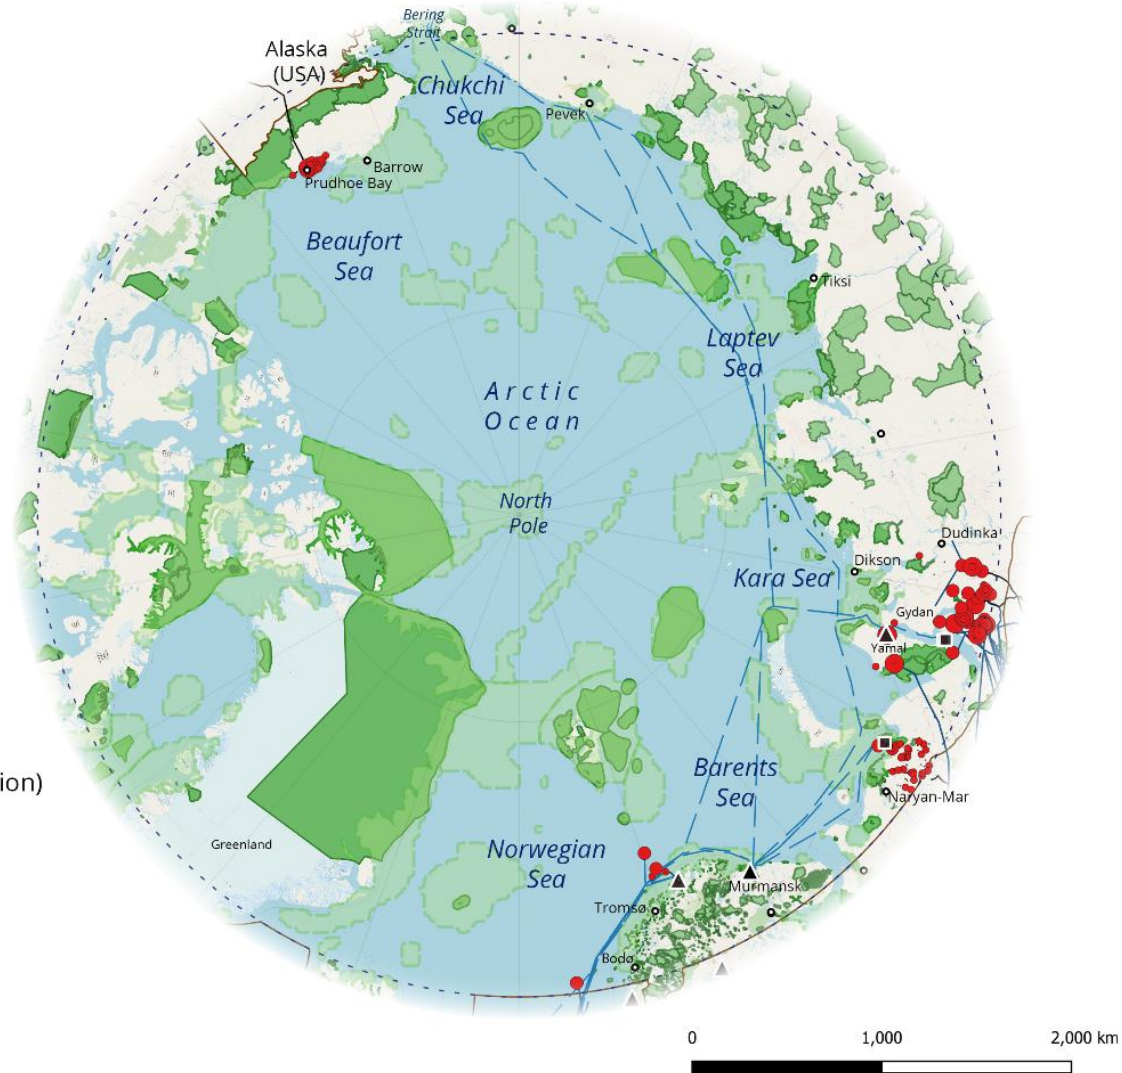 Bering
Strait
Alaska
(USA)
Chukchi
Sea
Pevek
Barrow
Prudhoe Bay
Beaufort
Sea
Tiksi
Laptev
Sea
Arctic
Ocean
North
Pole
Dudinka
Dikson
Kara Sea
Gydan
Yamal
Barents
Sea
ion)
Naryan-Mar
Greenland
Norwegian
Sea
Murmansk
Tromsø
Bodø
0 1,000 2,000 km